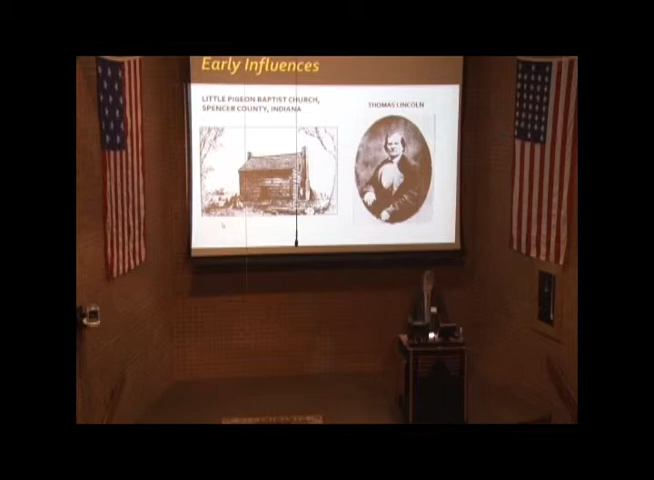 Early Influences
LITTLE PIGEON BAPTIST CHURCH,
SPENCER COUNTY, INDIANA
THOMAS LINCOLN